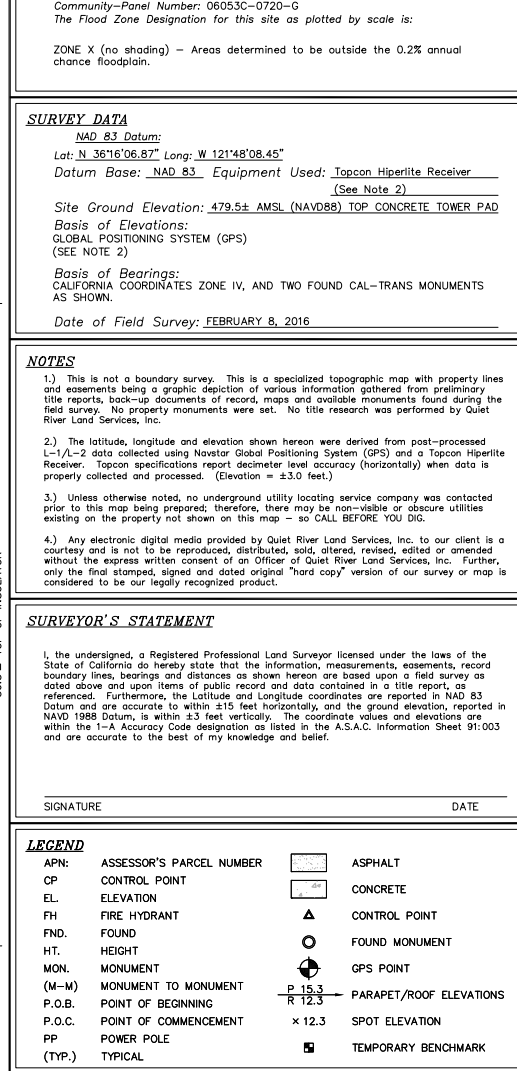 Community-Panel Number: 06053C-0720-G
The Flood Zone Designation for this site as plotted by scale is:
ZONE X (no shading) – Areas determined to be outside the 0.2% annual
chance floodplain.
SURVEY DATA
NAD 83 Datum:
Lat: N 36°16'06.87" Long: W 121°48'08.45"
Datum Base: NAD 83 Equipment Used: Topcon Hiperlite Receiver
(See Note 2)
Site Ground Elevation: 479.5± AMSL (NAVD88) TOP CONCRETE TOWER PAD
Basis of Elevations:
GLOBAL POSITIONING SYSTEM (GPS)
(SEE NOTE 2)
Basis of Bearings:
CALIFORNIA COORDINATES ZONE IV, AND TWO FOUND CAL-TRANS MONUMENTS
AS SHOWN.
Date of Field Survey: FEBRUARY 8, 2016
NOTES
1.) This is not a boundary survey. This is a specialized topographic map with property lines
and easements being a graphic depiction of various information gathered from preliminary
title reports, back-up documents of record, maps and available monuments found during the
field survey. No property monuments were set. No title research was performed by Quiet
River Land Services, Inc.
2.) The latitude, longitude and elevation shown hereon were derived from post-processed
L-1/L-2 data collected using Navstar Global Positioning System (GPS) and a Topcon Hiperlite
Receiver. Topcon specifications report decimeter level accuracy (horizontally) when data is
properly collected and processed. (Elevation = ±3.0 feet.)
3.) Unless otherwise noted, no underground utility locating service company was contacted
prior to this map being prepared; therefore, there may be non-visible or obscure utilities
existing on the property not shown on this map – so CALL BEFORE YOU DIG.
4.) Any electronic digital media provided by Quiet River Land Services, Inc. to our client is a
courtesy and is not to be reproduced, distributed, sold, altered, revised, edited or amended
without the express written consent of an Officer of Quiet River Land Services, Inc. Further,
only the final stamped, signed and dated original "hard copy" version of our survey or map is
considered to be our legally recognized product.
SURVEYOR'S STATEMENT
I, the undersigned, a Registered Professional Land Surveyor licensed under the laws of the
State of California do hereby state that the information, measurements, easements, record
boundary lines, bearings and distances as shown hereon are based upon a field survey as
dated above and upon items of public record and data contained in a title report, as
referenced. Furthermore, the Latitude and Longitude coordinates are reported in NAD 83
Datum and are accurate to within ±15 feet horizontally, and the ground elevation, reported in
NAVD 1988 Datum, is within ±3 feet vertically. The coordinate values and elevations are
within the 1-A Accuracy Code designation as listed in the A.S.A.C. Information Sheet 91:003
and are accurate to the best of my knowledge and belief.
SIGNATURE DATE
LEGEND
APN: ASSESSOR'S PARCEL NUMBER
CP CONTROL POINT
EL. ELEVATION
FH FIRE HYDRANT
FND. FOUND
HT. HEIGHT
MON. MONUMENT
(M-M) MONUMENT TO MONUMENT
P.O.B. POINT OF BEGINNING
P.O.C. POINT OF COMMENCEMENT
PP POWER POLE
(TYP.) TYPICAL
ASPHALT
CONCRETE
CONTROL POINT
FOUND MONUMENT
GPS POINT
P 15.3
R 12.3 PARAPET/ROOF ELEVATIONS
× 12.3 SPOT ELEVATION
TEMPORARY BENCHMARK